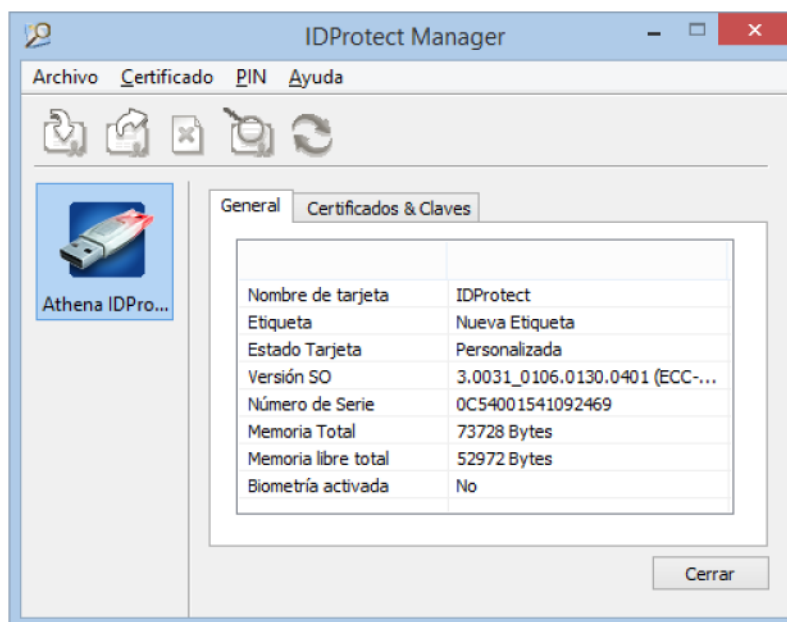 IDProtect Manager
Archivo Certificado PIN Ayuda
Athena IDPro...
General Certificados & Claves
Nombre de tarjeta IDProtect
Etiqueta Nueva Etiqueta
Estado Tarjeta Personalizada
Versión SO 3.0031_0106.0130.0401 (ECC-...
Número de Serie 0C54001541092469
Memoria Total 73728 Bytes
Memoria libre total 52972 Bytes
Biometría activada No
Cerrar